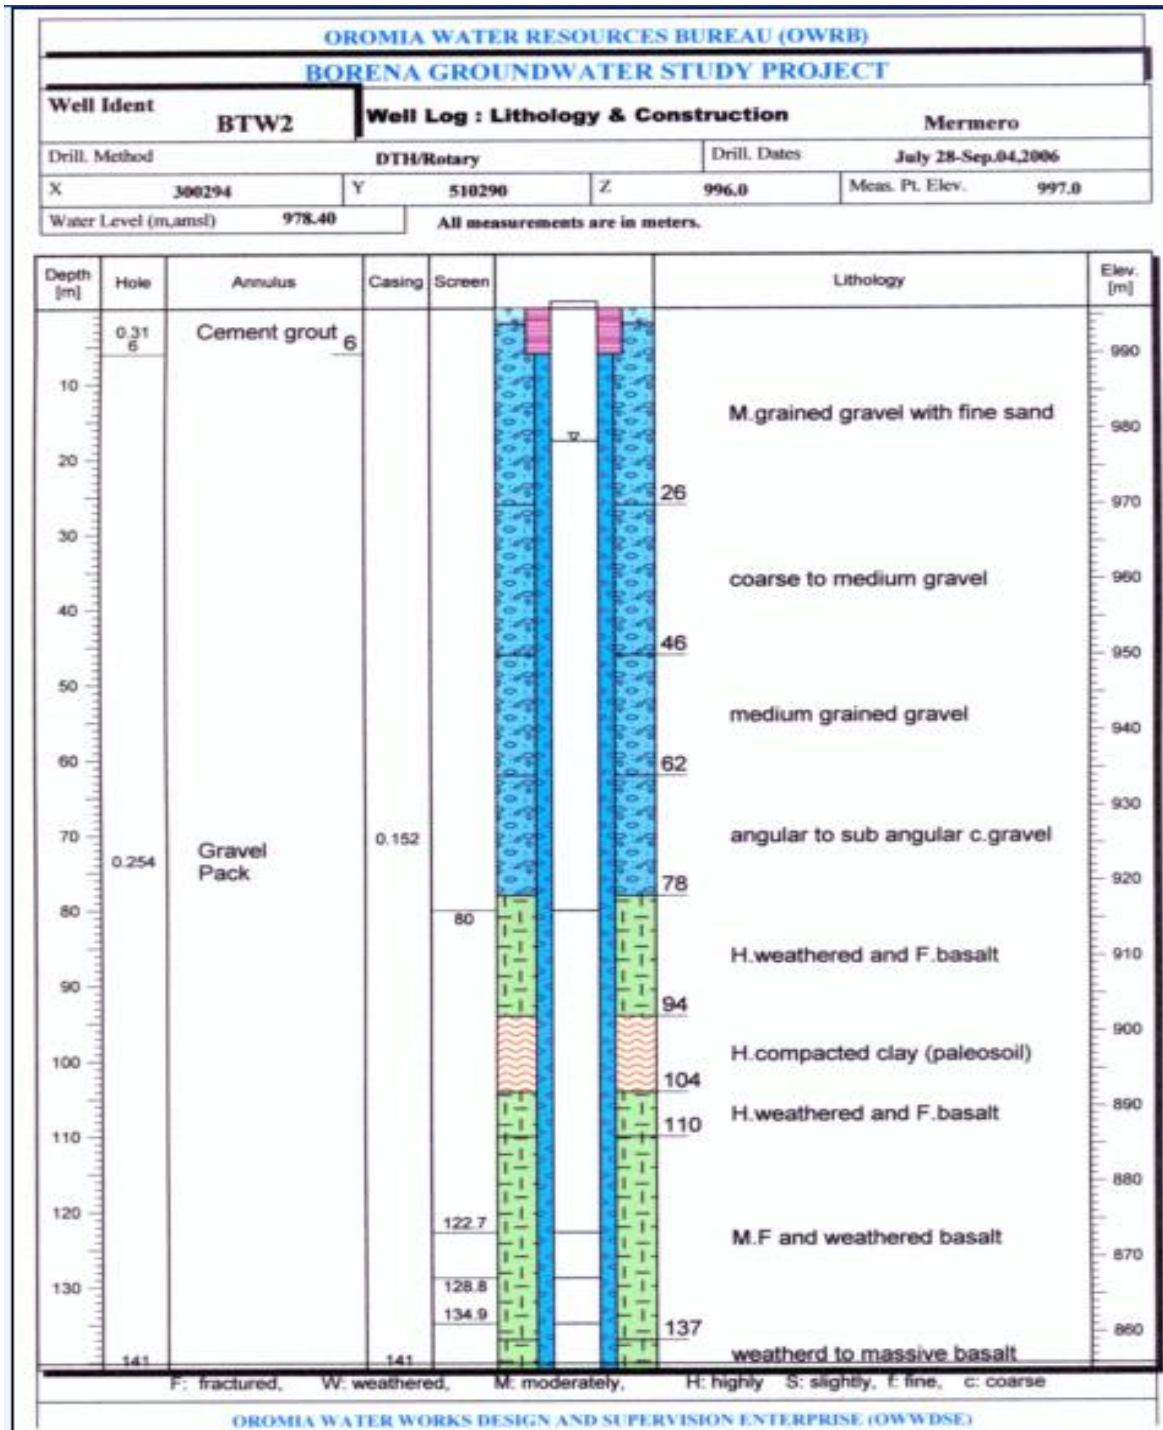 OROMIA WATER RESOURCES BUREAU (OWRB)
BORENA GROUNDWATER STUDY PROJECT
Well Ident BTW2 Well Log : Lithology & Construction Mermero
Drill. Method DTH/Rotary Drill. Dates July 28-Sep.04,2006
X 300294 Y 510290 Z 996.0 Meas. Pt. Elev. 997.0
Water Level (m,amsl) 978.40 All measurements are in meters.
Depth [m] Hole Annulus Casing Screen Lithology Elev. [m]
0.31 Cement grout 6
6
990
10
M.grained gravel with fine sand
980
20
26
970
30
coarse to medium gravel 960
40
46
950
50
medium grained gravel
940
60
62
930
70 0.152 angular to sub angular c.gravel
0.254 Gravel
Pack
78 920
80 80
H.weathered and F.basalt 910
90
94
900
100 H.compacted clay (paleosoil)
104
890
H.weathered and F.basalt
110 110
880
120 122.7
M.F and weathered basalt
870
130 128.8
134.9
137 860
141 141 weatherd to massive basalt
F: fractured, W: weathered, M: moderately, H: highly S: slightly, f: fine, c: coarse
OROMIA WATER WORKS DESIGN AND SUPERVISION ENTERPRISE (OWWDSE)